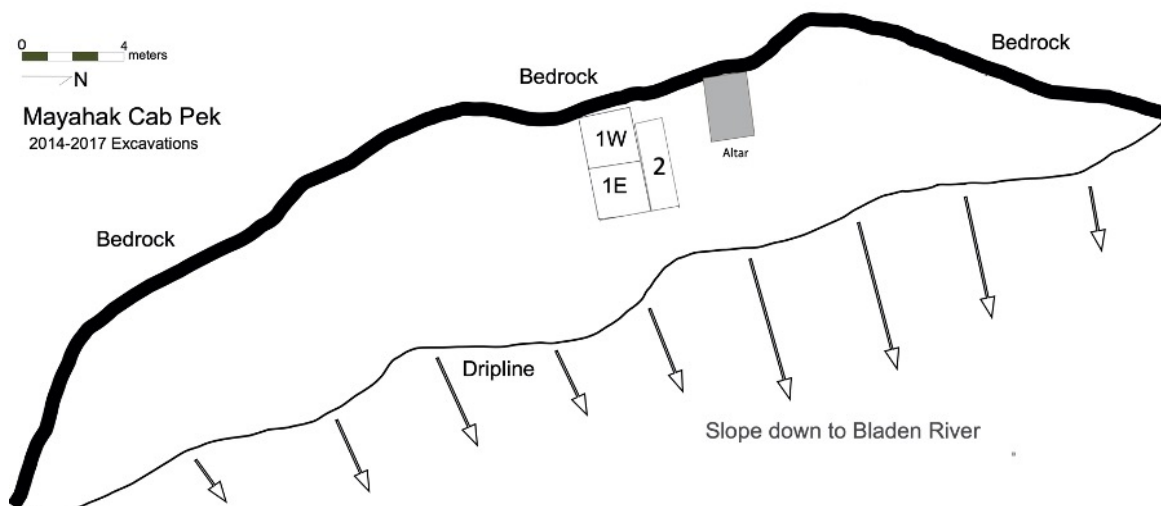 0 4
meters
N
Mayahak Cab Pek
2014-2017 Excavations
Bedrock
Bedrock
Bedrock
1W
1E
2
Altar
Dripline
Slope down to Bladen River